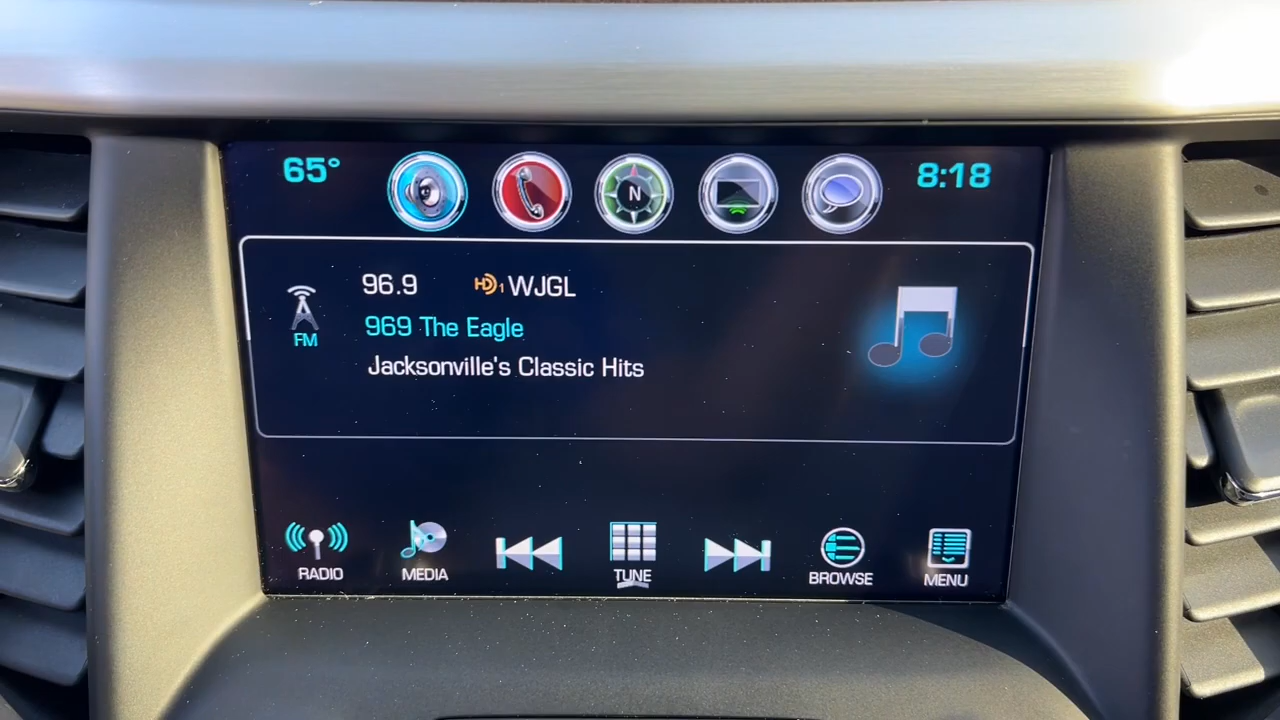 65° N 8:18
96.9 HD1 WJGL
969 The Eagle
FM
Jacksonville's Classic Hits
RADIO MEDIA TUNE BROWSE MENU